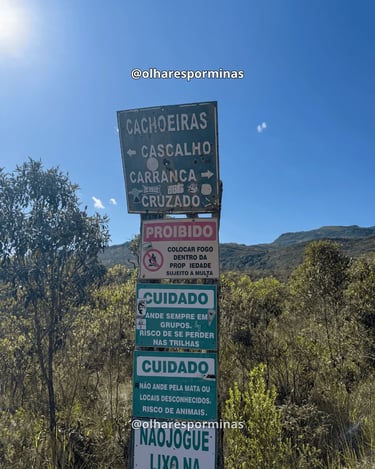 @olharesporminas
CACHOEIRAS
← CASCALHO
CARRANCA →
CRUZADO
PROIBIDO
COLOCAR FOGO
DENTRO DA
PROP IEDADE
SUJEITO A MULTA
CUIDADO
ANDE SEMPRE EM
GRUPOS.
RISCO DE SE PERDER
NAS TRILHAS
CUIDADO
NÃO ANDE PELA MATA OU
LOCAIS DESCONHECIDOS.
RISCO DE ANIMAIS.
@olharesporminas
NÃO JOGUE
LIXO NA